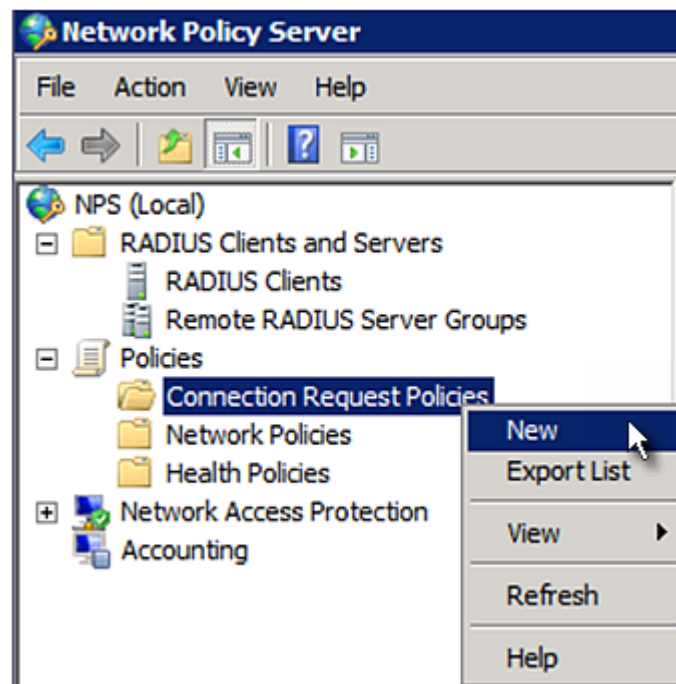 Network Policy Server
File Action View Help
NPS (Local)
RADIUS Clients and Servers
RADIUS Clients
Remote RADIUS Server Groups
Policies
Connection Request Policies
Network Policies
Health Policies
Network Access Protection
Accounting
New
Export List
View
Refresh
Help